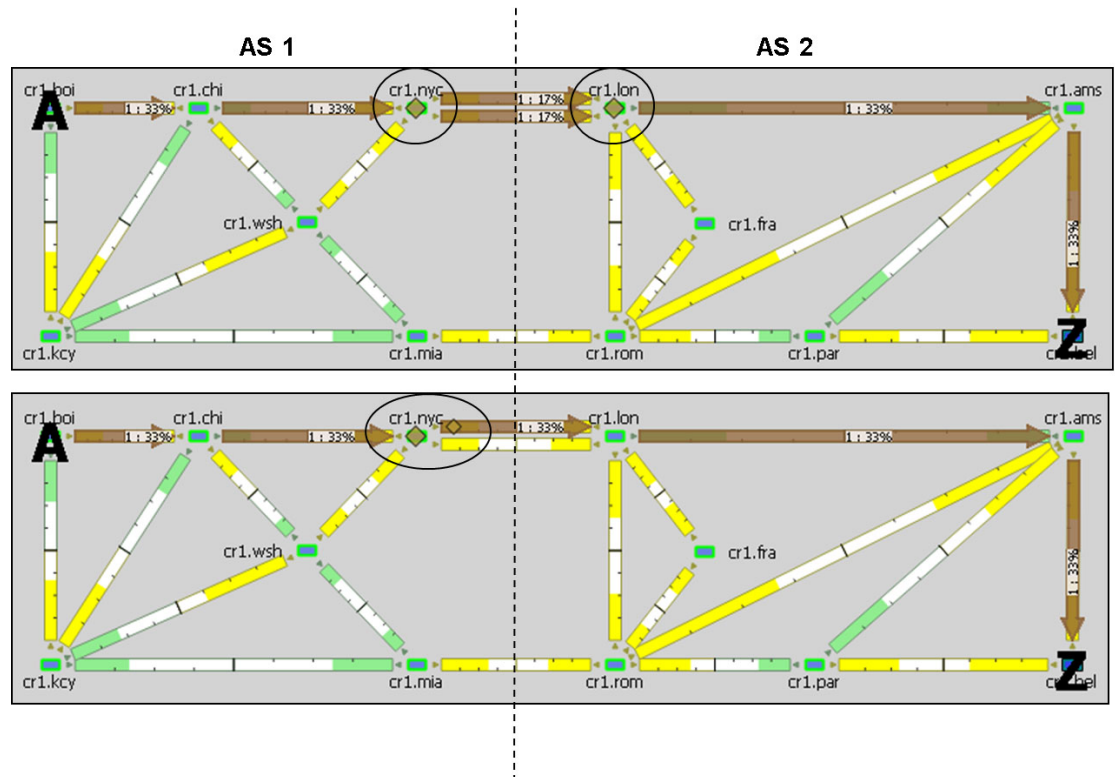 AS 1 AS 2
cr1.boi cr1.chi cr1.nyc cr1.lon cr1.ams
A 1 : 33% 1 : 33% 1 : 17% 1 : 33%
1 : 17%
cr1.wsh cr1.fra
1 : 33%
Z
cr1.kcy cr1.mia cr1.rom cr1.par
cr1.boi cr1.chi cr1.nyc cr1.lon cr1.ams
A 1 : 33% 1 : 33% 1 : 33% 1 : 33%
cr1.wsh cr1.fra
1 : 33%
Z
cr1.kcy cr1.mia cr1.rom cr1.par